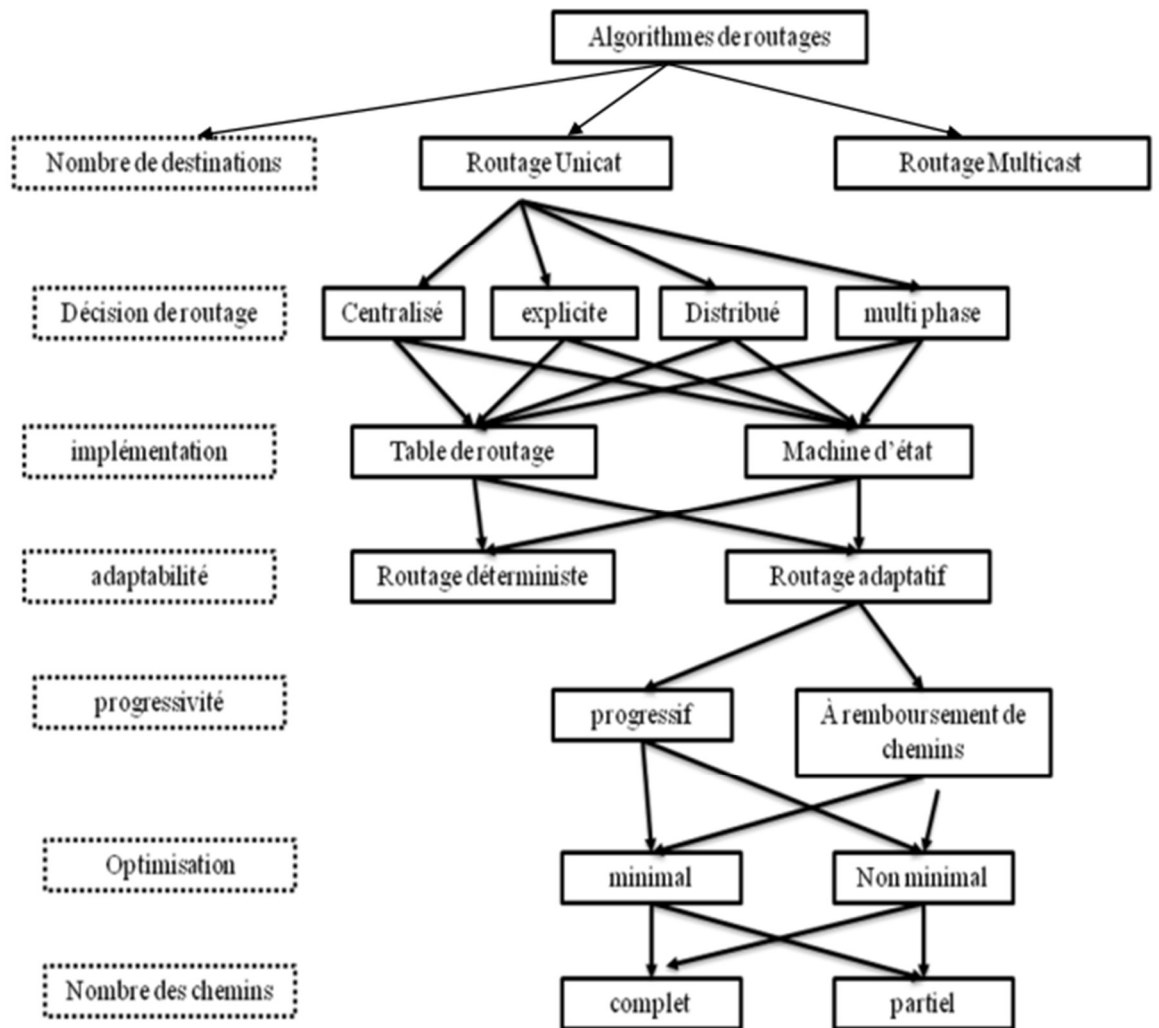 Algorithmes de routages
Nombre de destinations
Routage Unicat
Routage Multicast
Décision de routage
Centralisé
explicite
Distribué
multi phase
implémentation
Table de routage
Machine d’état
adaptabilité
Routage déterministe
Routage adaptatif
progressivité
progressif
À remboursement de
chemins
Optimisation
minimal
Non minimal
Nombre des chemins
complet
partiel